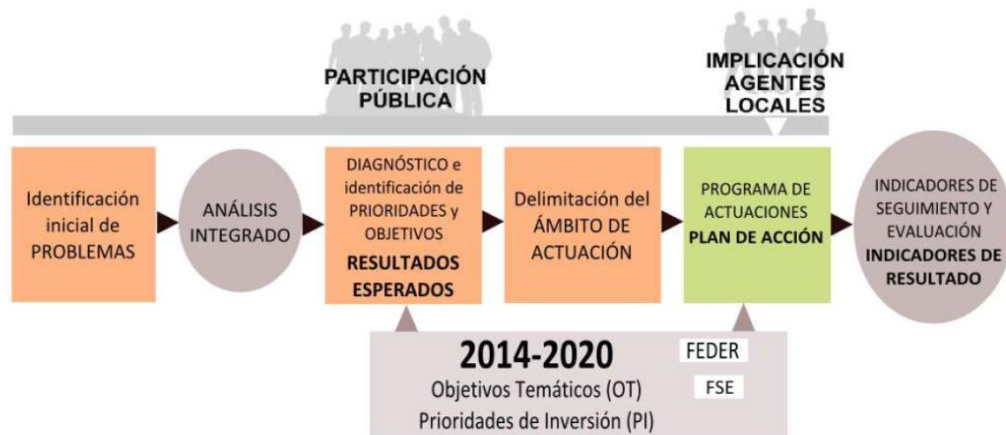 PARTICIPACIÓN
PÚBLICA
IMPLICACIÓN
AGENTES
LOCALES
Identificación
inicial de
PROBLEMAS
ANÁLISIS
INTEGRADO
DIAGNÓSTICO e
identificación de
PRIORIDADES y
OBJETIVOS
RESULTADOS
ESPERADOS
Delimitación del
ÁMBITO DE
ACTUACIÓN
PROGRAMA DE
ACTUACIONES
PLAN DE ACCIÓN
INDICADORES DE
SEGUIMIENTO Y
EVALUACIÓN
INDICADORES DE
RESULTADO
2014-2020
Objetivos Temáticos (OT)
Prioridades de Inversión (PI)
FEDER
FSE